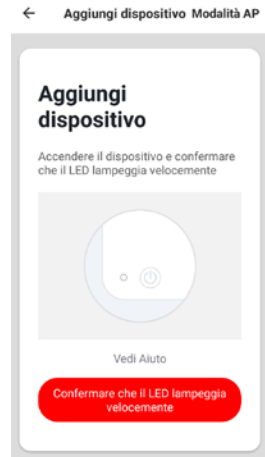 Aggiungi dispositivo Modalità AP
Aggiungi
dispositivo
Accendere il dispositivo e confermare
che il LED lampeggia velocemente
Vedi Aiuto
Confermare che il LED lampeggia
velocemente